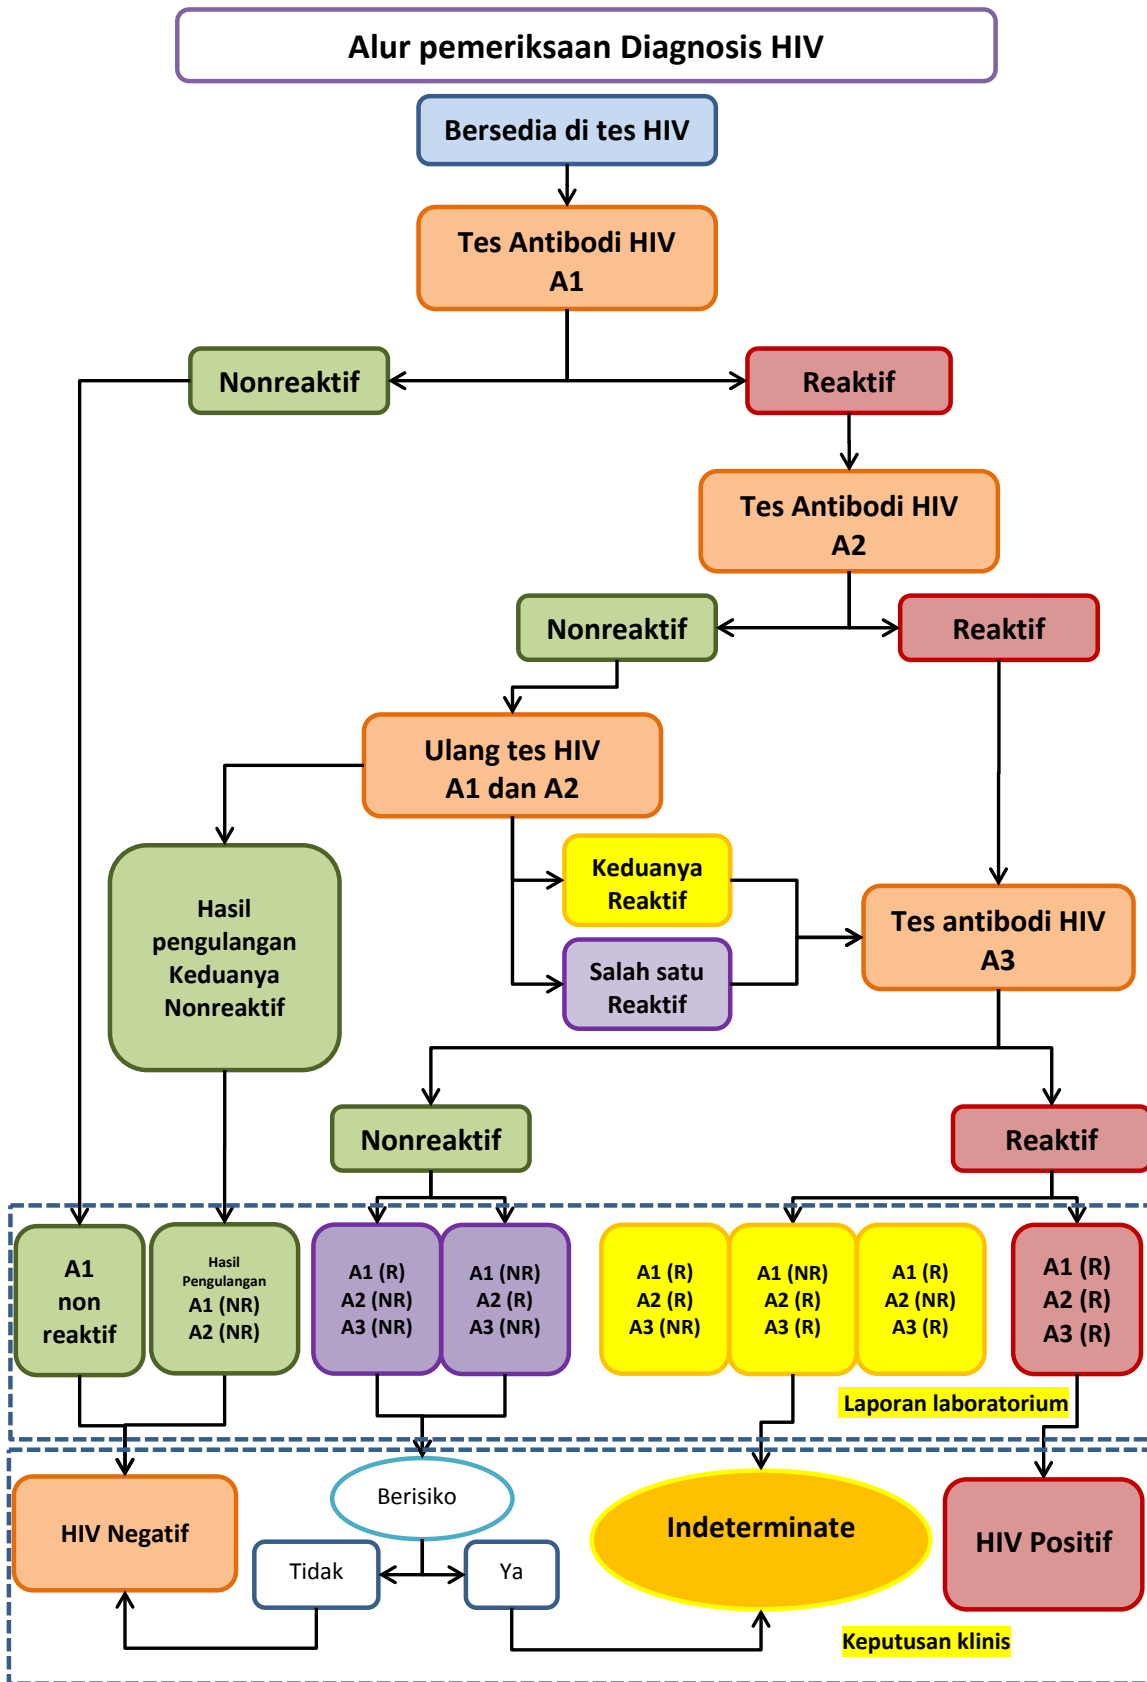 Alur pemeriksaan Diagnosis HIV
Bersedia di tes HIV
Tes Antibodi HIV
A1
Nonreaktif
Reaktif
Tes Antibodi HIV
A2
Nonreaktif
Reaktif
Ulang tes HIV
A1 dan A2
Keduanya
Reaktif
Hasil
pengulangan
Keduanya
Nonreaktif
Tes antibodi HIV
A3
Salah satu
Reaktif
Nonreaktif
Reaktif
A1
non
reaktif
Hasil
Pengulangan
A1 (NR)
A2 (NR)
A1 (R)
A2 (NR)
A3 (NR)
A1 (NR)
A2 (R)
A3 (NR)
A1 (R)
A2 (R)
A3 (NR)
A1 (NR)
A2 (R)
A3 (R)
A1 (R)
A2 (NR)
A3 (R)
A1 (R)
A2 (R)
A3 (R)
Laporan laboratorium
HIV Negatif
Berisiko
Indeterminate
HIV Positif
Tidak
Ya
Keputusan klinis